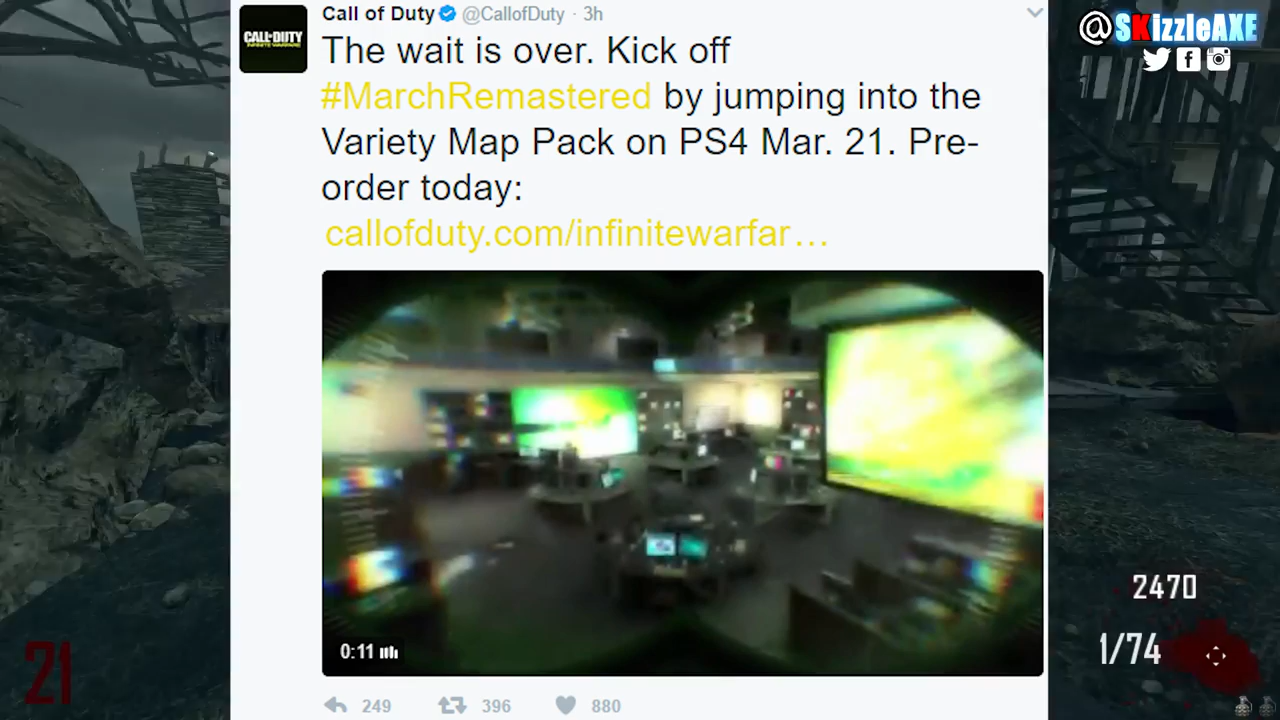 Call of Duty @CallofDuty · 3h
CALL OF DUTY
INFINITE WARFARE
The wait is over. Kick off
#MarchRemastered by jumping into the
Variety Map Pack on PS4 Mar. 21. Pre-
order today:
callofduty.com/infinitewarfar…
@SKizzleAXE
0:11
249 396 880
2470
1/74
21